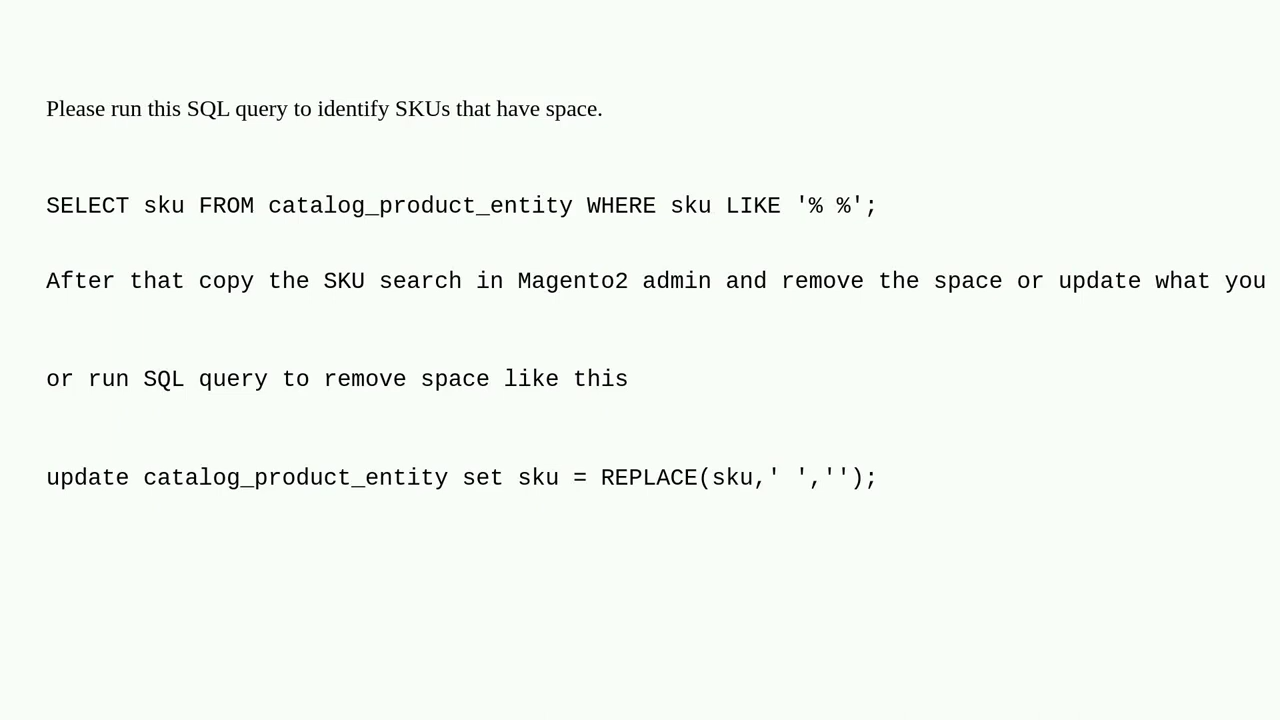 Please run this SQL query to identify SKUs that have space.
SELECT sku FROM catalog_product_entity WHERE sku LIKE '% %';
After that copy the SKU search in Magento2 admin and remove the space or update what you
or run SQL query to remove space like this
update catalog_product_entity set sku = REPLACE(sku,' ','');